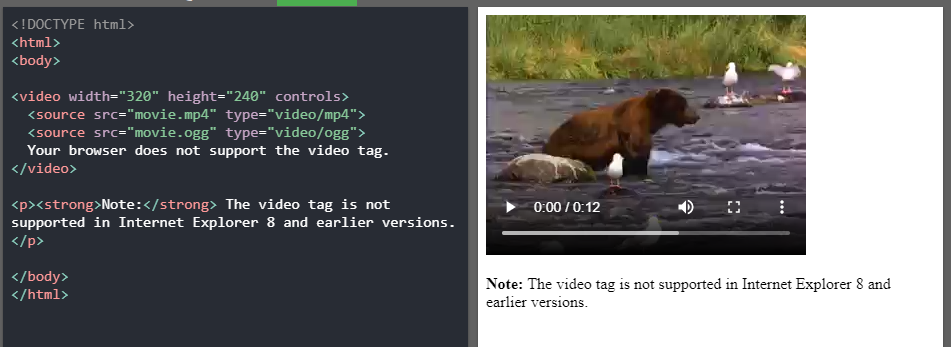 <!DOCTYPE html>
<html>
<body>
<video width="320" height="240" controls>
<source src="movie.mp4" type="video/mp4">
<source src="movie.ogg" type="video/ogg">
Your browser does not support the video tag.
</video>
<p><strong>Note:</strong> The video tag is not
supported in Internet Explorer 8 and earlier versions.
</p>
</body>
</html>
0:00 / 0:12
Note: The video tag is not supported in Internet Explorer 8 and
earlier versions.